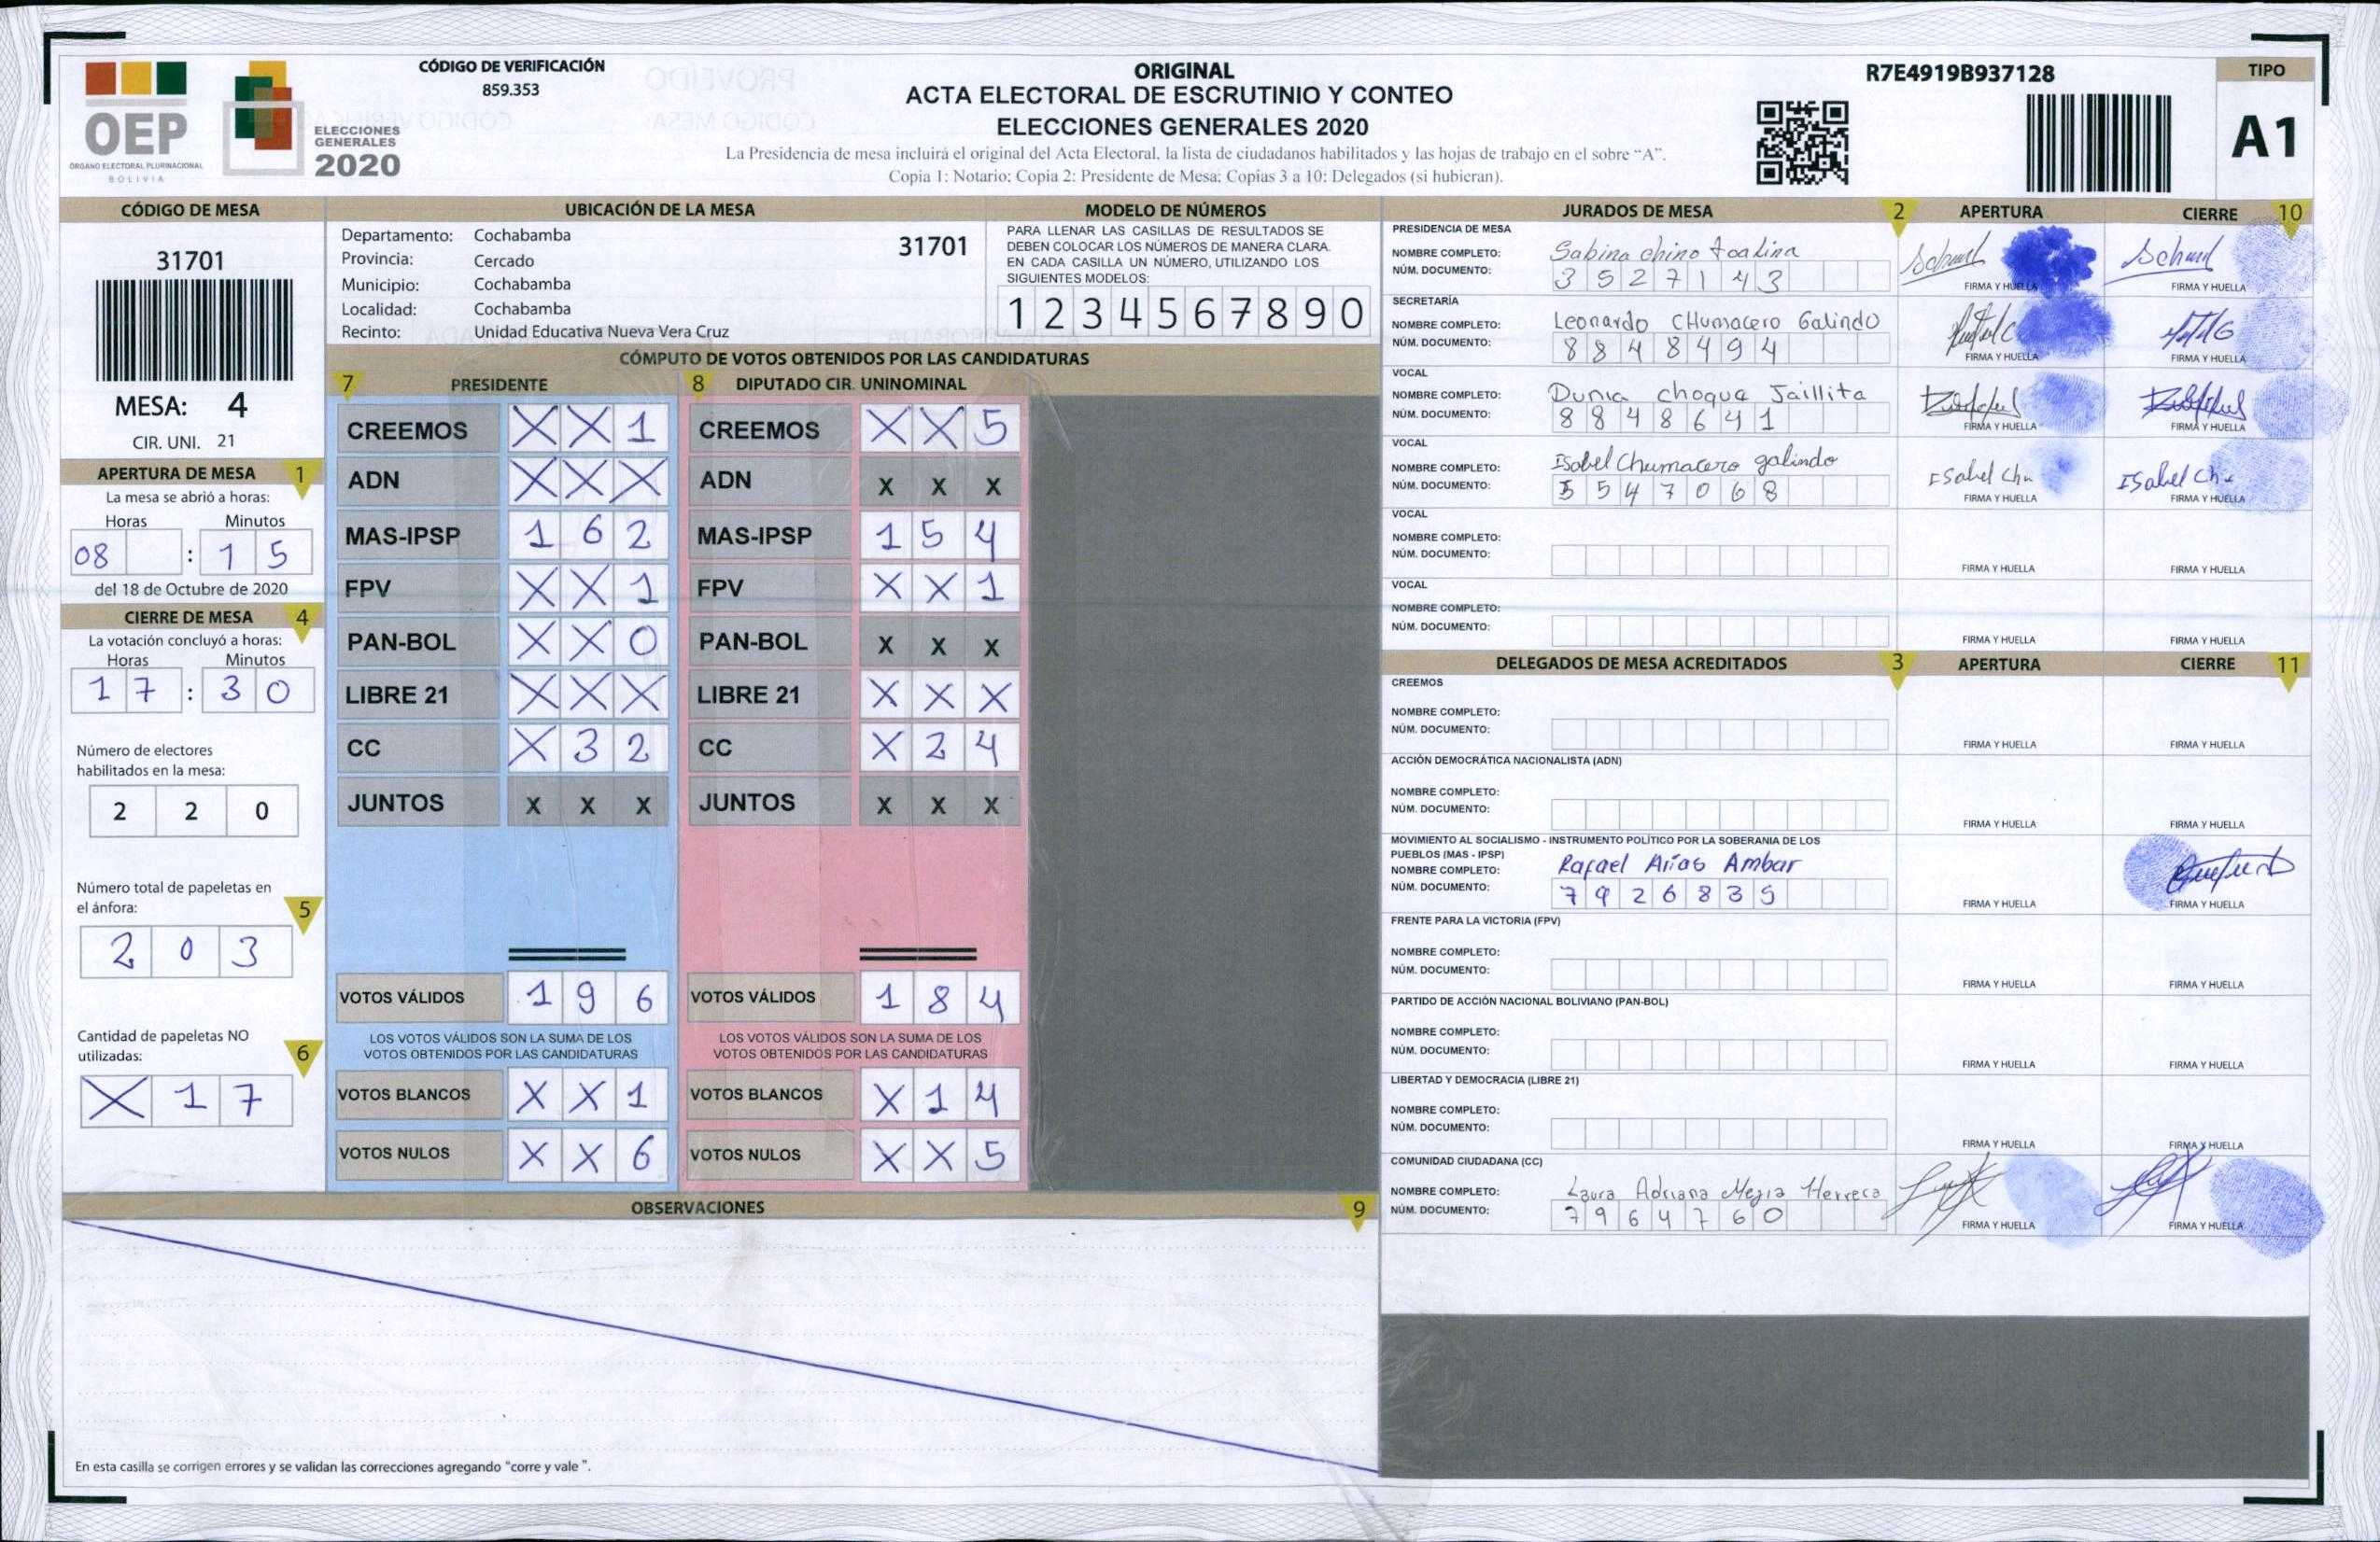 OEP
ÓRGANO ELECTORAL PLURINACIONAL
BOLIVIA
ELECCIONES
GENERALES
2020
CÓDIGO DE VERIFICACIÓN
859.353
ORIGINAL
ACTA ELECTORAL DE ESCRUTINIO Y CONTEO
ELECCIONES GENERALES 2020
La Presidencia de mesa incluirá el original del Acta Electoral, la lista de ciudadanos habilitados y las hojas de trabajo en el sobre “A”.
Copia 1: Notario; Copia 2: Presidente de Mesa; Copias 3 a 10: Delegados (si hubieran).
R7E4919B937128
TIPO
A1
CÓDIGO DE MESA
31701
MESA: 4
CIR. UNI. 21
APERTURA DE MESA 1
La mesa se abrió a horas:
Horas Minutos
08 : 1 5
del 18 de Octubre de 2020
CIERRE DE MESA 4
La votación concluyó a horas:
Horas Minutos
1 7 : 3 0
Número de electores
habilitados en la mesa:
2 2 0
Número total de papeletas en
el ánfora: 5
2 0 3
Cantidad de papeletas NO
utilizadas: 6
X 1 7
UBICACIÓN DE LA MESA
Departamento: Cochabamba
31701
Provincia: Cercado
Municipio: Cochabamba
Localidad: Cochabamba
Recinto: Unidad Educativa Nueva Vera Cruz
MODELO DE NÚMEROS
PARA LLENAR LAS CASILLAS DE RESULTADOS SE
DEBEN COLOCAR LOS NÚMEROS DE MANERA CLARA.
EN CADA CASILLA UN NÚMERO, UTILIZANDO LOS
SIGUIENTES MODELOS:
1 2 3 4 5 6 7 8 9 0
CÓMPUTO DE VOTOS OBTENIDOS POR LAS CANDIDATURAS
7 PRESIDENTE
CREEMOS X X 1
ADN X X X
MAS-IPSP 1 6 2
FPV X X 1
PAN-BOL X X 0
LIBRE 21 X X X
CC X 3 2
JUNTOS X X X
VOTOS VÁLIDOS 1 9 6
LOS VOTOS VÁLIDOS SON LA SUMA DE LOS
VOTOS OBTENIDOS POR LAS CANDIDATURAS
VOTOS BLANCOS X X 1
VOTOS NULOS X X 6
8 DIPUTADO CIR. UNINOMINAL
CREEMOS X X 5
ADN X X X
MAS-IPSP 1 5 4
FPV X X 1
PAN-BOL X X X
LIBRE 21 X X X
CC X 2 4
JUNTOS X X X
VOTOS VÁLIDOS 1 8 4
LOS VOTOS VÁLIDOS SON LA SUMA DE LOS
VOTOS OBTENIDOS POR LAS CANDIDATURAS
VOTOS BLANCOS X 1 4
VOTOS NULOS X X 5
OBSERVACIONES 9
En esta casilla se corrigen errores y se validan las correcciones agregando "corre y vale ".
JURADOS DE MESA 2 APERTURA CIERRE 10
PRESIDENCIA DE MESA
NOMBRE COMPLETO: Sabina chino
NÚM. DOCUMENTO: 3 5 2 7 1 4 3
FIRMA Y HUELLA FIRMA Y HUELLA
SECRETARÍA
NOMBRE COMPLETO: Leonardo CHumacero Galindo
NÚM. DOCUMENTO: 8 8 4 8 4 9 4
FIRMA Y HUELLA FIRMA Y HUELLA
VOCAL
NOMBRE COMPLETO: Dunia choque Jaillita
NÚM. DOCUMENTO: 8 8 4 8 6 4 1
FIRMA Y HUELLA FIRMA Y HUELLA
VOCAL
NOMBRE COMPLETO: Isabel Chumacero galindo
NÚM. DOCUMENTO: 5 5 4 7 0 6 8
Isabel Chu Isabel Chu
FIRMA Y HUELLA FIRMA Y HUELLA
VOCAL
NOMBRE COMPLETO:
NÚM. DOCUMENTO:
FIRMA Y HUELLA FIRMA Y HUELLA
VOCAL
NOMBRE COMPLETO:
NÚM. DOCUMENTO:
FIRMA Y HUELLA FIRMA Y HUELLA
DELEGADOS DE MESA ACREDITADOS 3 APERTURA CIERRE 11
CREEMOS
NOMBRE COMPLETO:
NÚM. DOCUMENTO:
FIRMA Y HUELLA FIRMA Y HUELLA
ACCIÓN DEMOCRÁTICA NACIONALISTA (ADN)
NOMBRE COMPLETO:
NÚM. DOCUMENTO:
FIRMA Y HUELLA FIRMA Y HUELLA
MOVIMIENTO AL SOCIALISMO - INSTRUMENTO POLÍTICO POR LA SOBERANIA DE LOS
PUEBLOS (MAS - IPSP)
NOMBRE COMPLETO: Rafael Arias Ambar
NÚM. DOCUMENTO: 7 9 2 6 8 3 5
FIRMA Y HUELLA FIRMA Y HUELLA
FRENTE PARA LA VICTORIA (FPV)
NOMBRE COMPLETO:
NÚM. DOCUMENTO:
FIRMA Y HUELLA FIRMA Y HUELLA
PARTIDO DE ACCIÓN NACIONAL BOLIVIANO (PAN-BOL)
NOMBRE COMPLETO:
NÚM. DOCUMENTO:
FIRMA Y HUELLA FIRMA Y HUELLA
LIBERTAD Y DEMOCRACIA (LIBRE 21)
NOMBRE COMPLETO:
NÚM. DOCUMENTO:
FIRMA Y HUELLA FIRMA Y HUELLA
COMUNIDAD CIUDADANA (CC)
NOMBRE COMPLETO: Laura Adriana Mejia Herrera
NÚM. DOCUMENTO: 7 9 6 4 7 6 0
FIRMA Y HUELLA FIRMA Y HUELLA